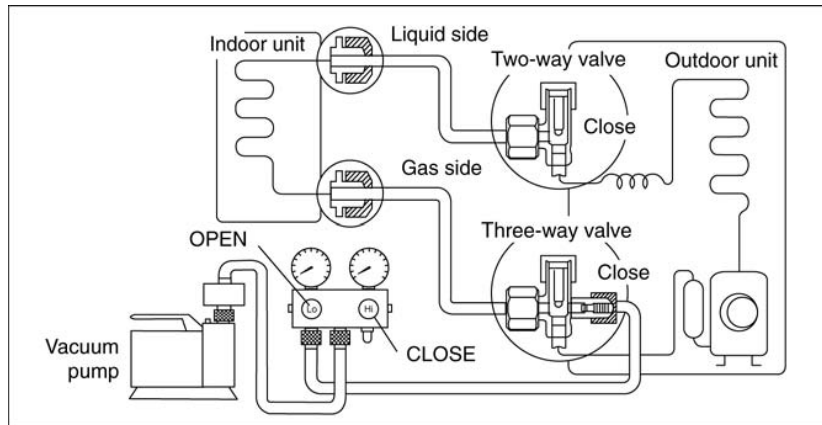 Indoor unit
Liquid side
Two-way valve
Outdoor unit
Close
Gas side
Three-way valve
Close
OPEN
Lo
Hi
CLOSE
Vacuum
pump